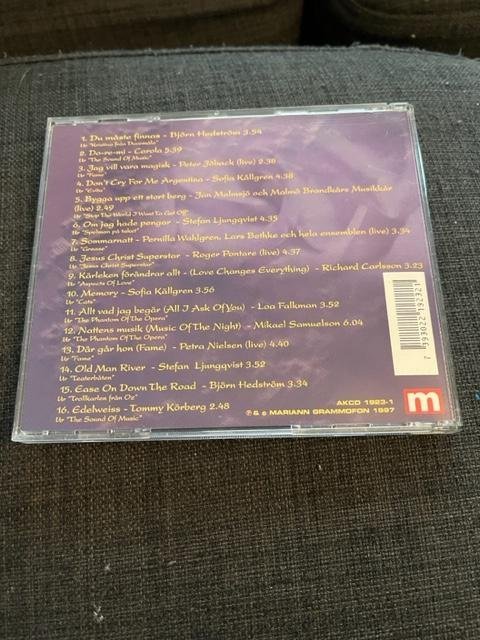 1. Du måste finnas - Björn Hedström 3.54
Ur "Kristina från Duvemåla"
2. Do-re-mi - Carola 5.39
Ur "The Sound Of Music"
3. Jag vill vara magisk - Peter Jöback (live) 2.36
Ur "Fame"
4. Don't Cry For Me Argentina - Sofia Källgren 4.38
Ur "Evita"
5. Bygga upp ett stort berg - Jan Malmsjö och Malmö Brandkårs Musikkår
(live) 2.49
Ur "Stop The World I Want To Get Off"
6. Om jag hade pengar - Stefan Ljungqvist 4.35
Ur "Spelman på taket"
7. Sommarnatt - Pernilla Wahlgren, Lars Bethke och hela ensemblen (live) 3.34
Ur "Grease"
8. Jesus Christ Superstar - Roger Pontare (live) 4.37
Ur "Jesus Christ Superstar"
9. Kärleken förändrar allt - (Love Changes Everything) - Richard Carlsson 3.23
Ur "Aspects Of Love"
10. Memory - Sofia Källgren 3.56
Ur "Cats"
11. Allt vad jag begär (All I Ask Of You) - Loa Falkman 3.52
Ur "The Phantom Of The Opera"
12. Nattens musik (Music Of The Night) - Mikael Samuelson 6.04
Ur "The Phantom Of The Opera"
13. Där går hon (Fame) - Petra Nielsen (live) 4.40
Ur "Fame"
14. Old Man River - Stefan Ljungqvist 3.52
Ur "Teaterbåten"
15. Ease On Down The Road - Björn Hedström 3.34
Ur "Trollkarlen från Oz"
16. Edelweiss - Tommy Körberg 2.48
Ur "The Sound Of Music"
7 393022 192321
m
AKCD 1923-1
℗ & © MARIANN GRAMMOFON 1997